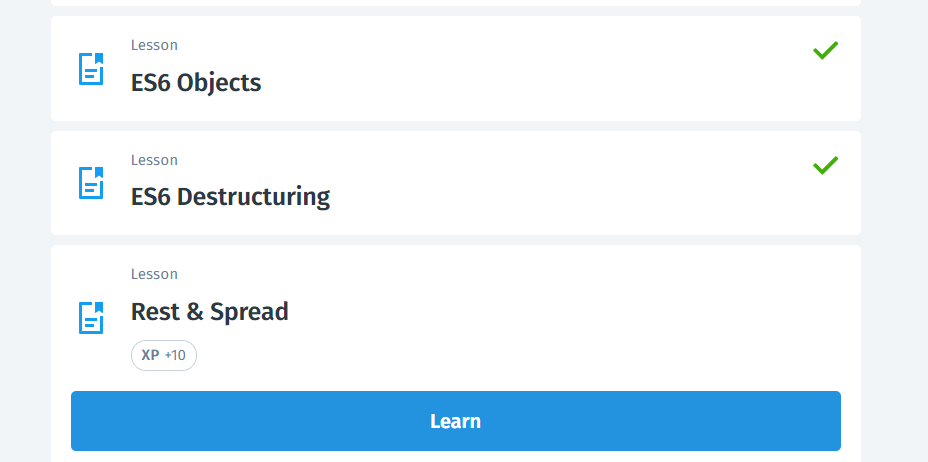 Lesson
ES6 Objects
Lesson
ES6 Destructuring
Lesson
Rest & Spread
XP +10
Learn